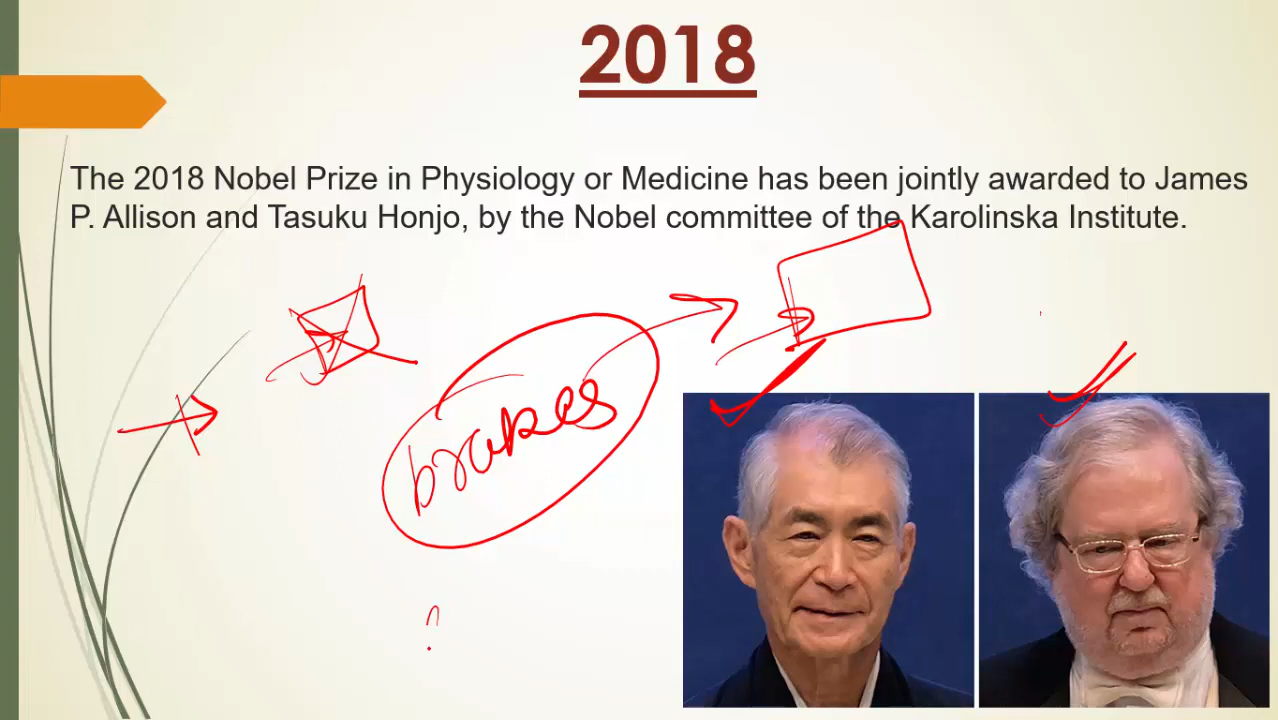 2018
The 2018 Nobel Prize in Physiology or Medicine has been jointly awarded to James
P. Allison and Tasuku Honjo, by the Nobel committee of the Karolinska Institute.
brakes
?